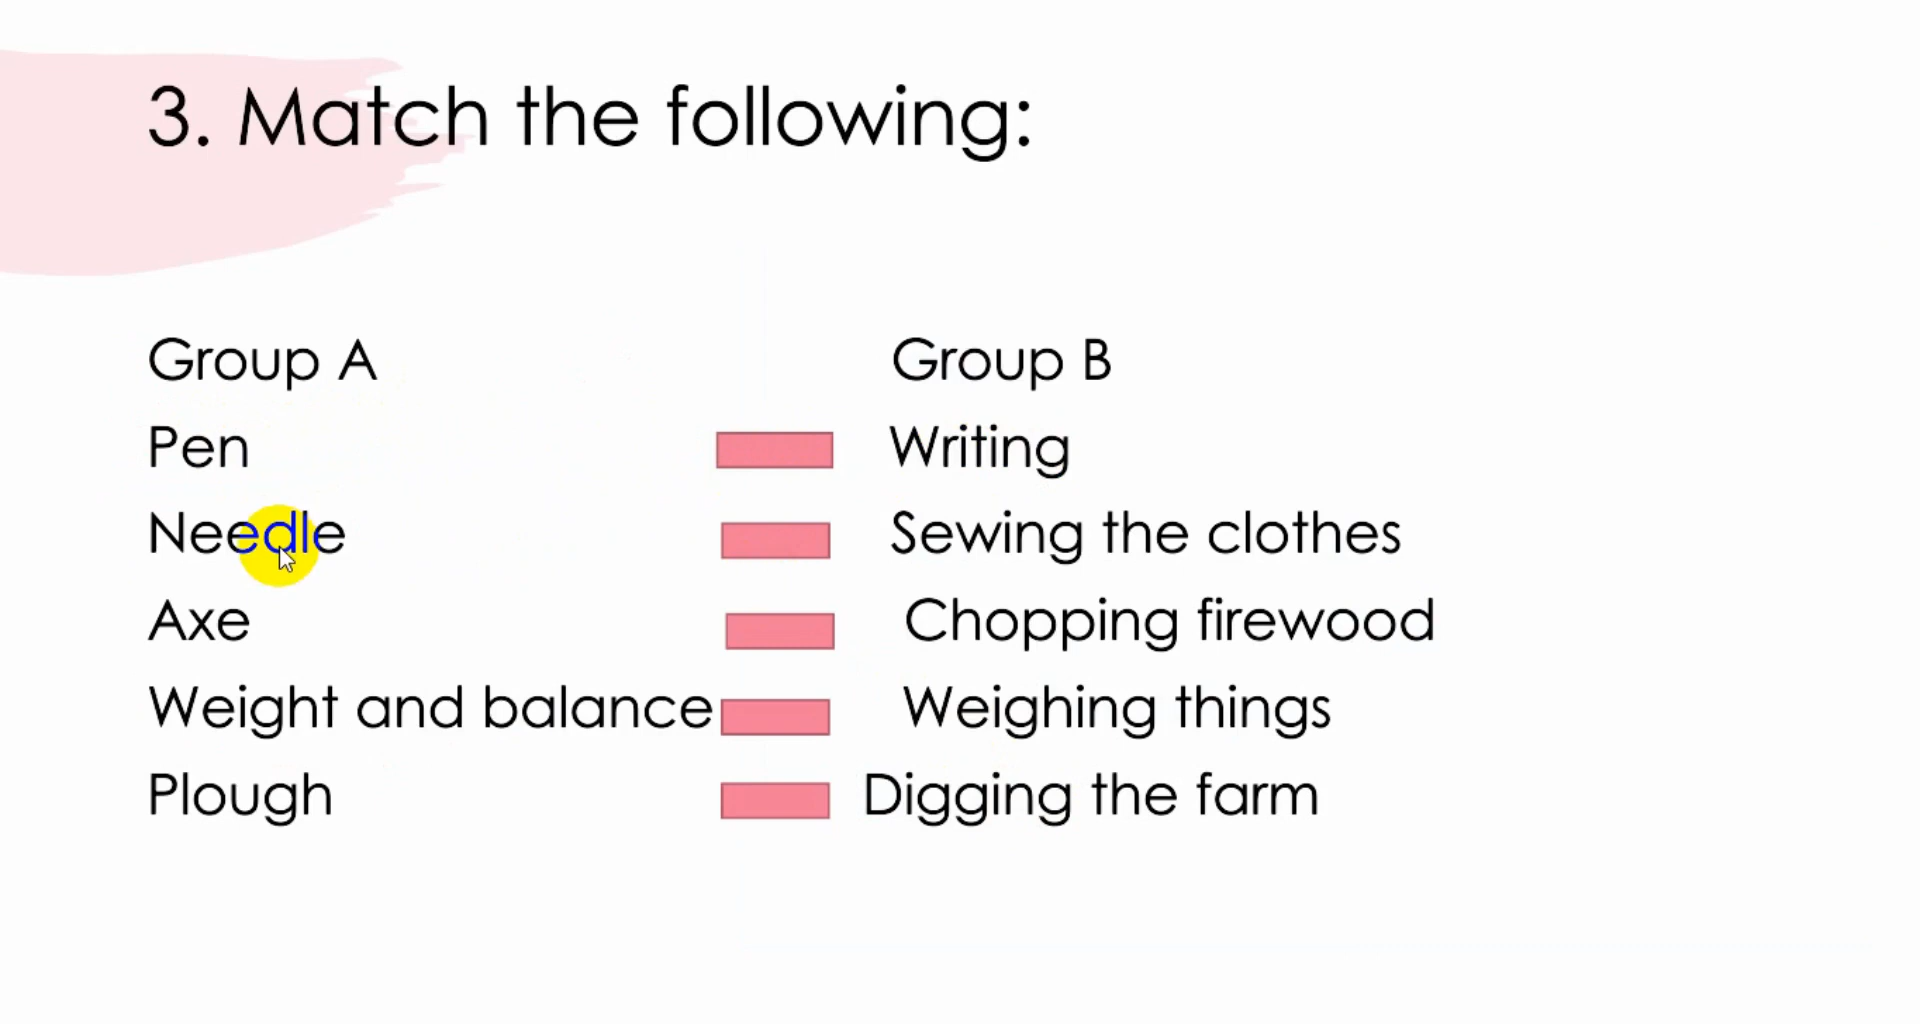 3. Match the following:
Group A Group B
Pen Writing
Needle Sewing the clothes
Axe Chopping firewood
Weight and balance Weighing things
Plough Digging the farm